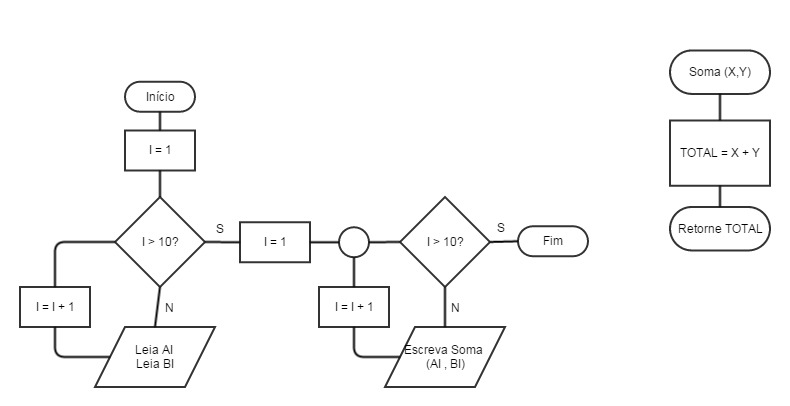 Início
I = 1
I > 10?
S
N
I = I + 1
Leia AI
Leia BI
I = 1
I > 10?
S
Fim
N
I = I + 1
Escreva Soma
(AI , BI)
Soma (X,Y)
TOTAL = X + Y
Retorne TOTAL